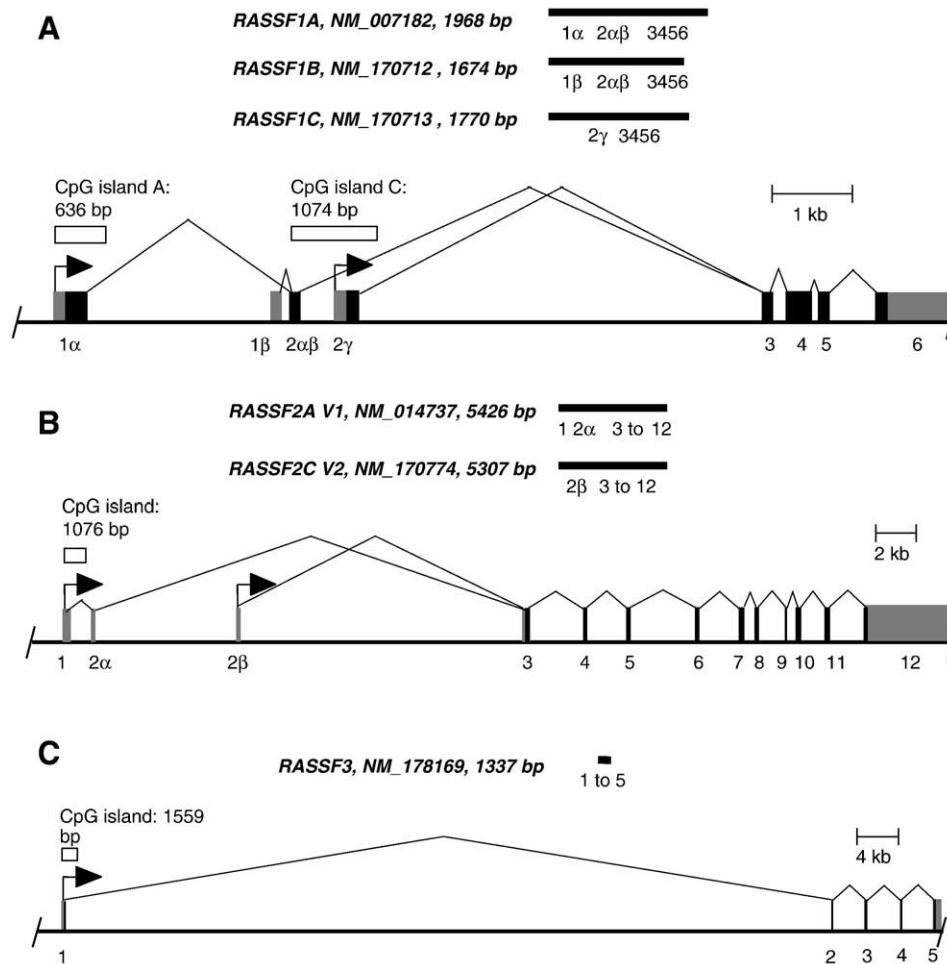 A
RASSF1A, NM_007182, 1968 bp
1α 2αβ 3456
RASSF1B, NM_170712 , 1674 bp
1β 2αβ 3456
RASSF1C, NM_170713 , 1770 bp
2γ 3456
CpG island A:
636 bp
CpG island C:
1074 bp
1 kb
1α 1β 2αβ 2γ 3 4 5 6
B
RASSF2A V1, NM_014737, 5426 bp
1 2α 3 to 12
RASSF2C V2, NM_170774, 5307 bp
2β 3 to 12
CpG island:
1076 bp
2 kb
1 2α 2β 3 4 5 6 7 8 9 10 11 12
C
RASSF3, NM_178169, 1337 bp
1 to 5
CpG island: 1559
bp
4 kb
1 2 3 4 5